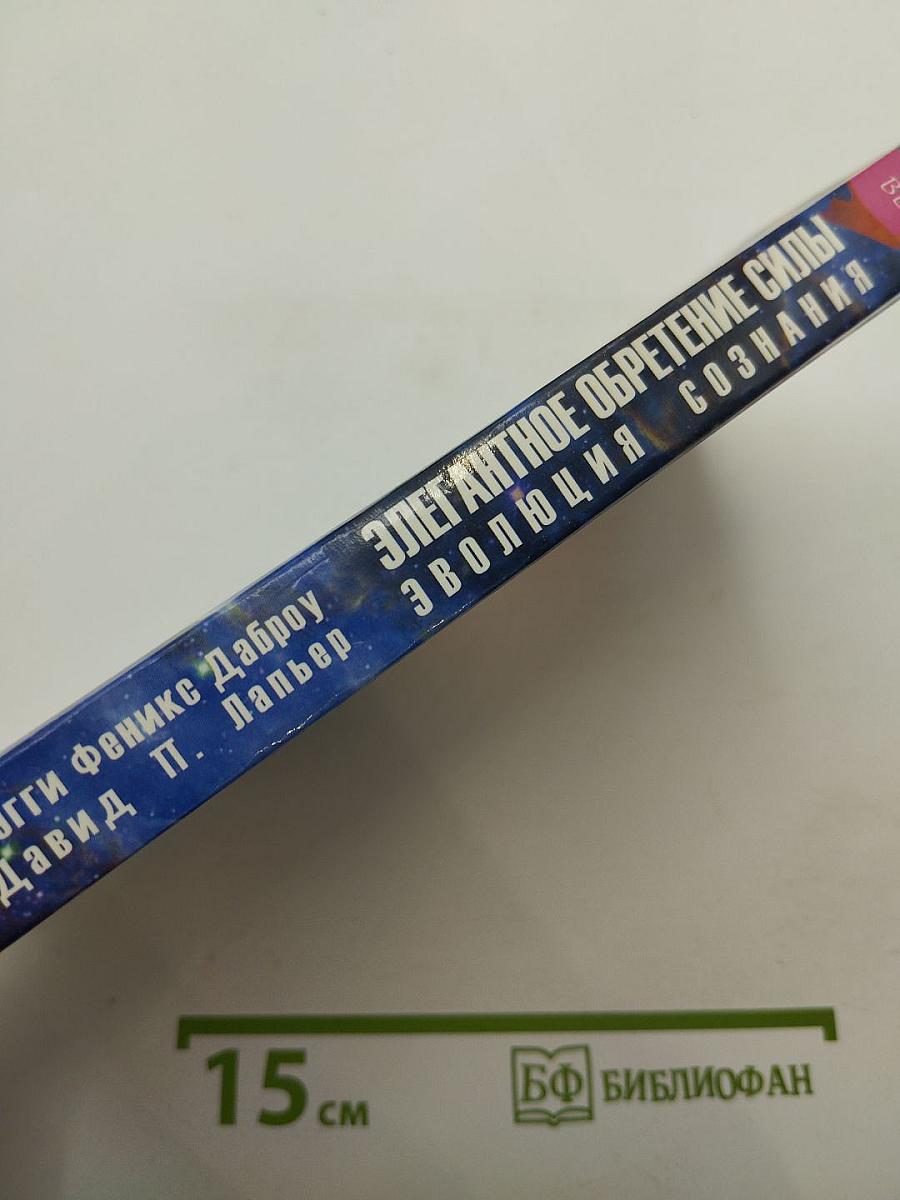 ЭЛЕГАНТНОЕ ОБРЕТЕНИЕ СИЛЫ
ЭВОЛЮЦИЯ СОЗНАНИЯ
Феникс Даброу
Давид П. Лапьер
15 см
БФ БИБЛИОФАН